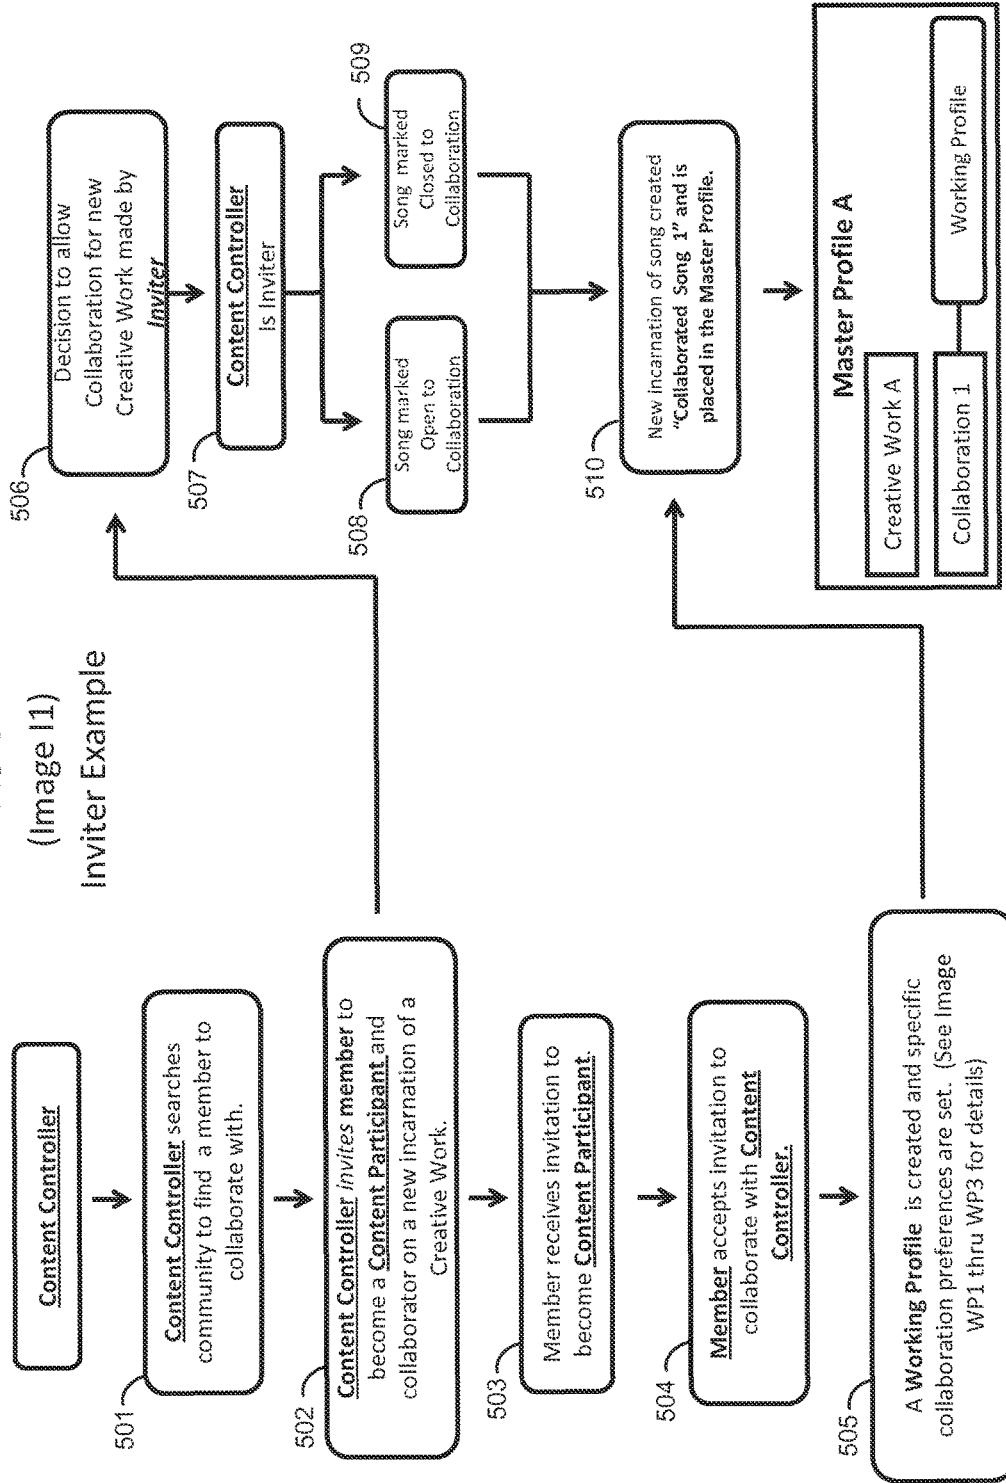 (Image I1)
Inviter Example
Content Controller
501
Content Controller searches
community to find a member to
collaborate with.
502
Content Controller Invites member to
become a Content Participant and
collaborator on a new incarnation of a
Creative Work.
503
Member receives invitation to
become Content Participant.
504
Member accepts invitation to
collaborate with Content
Controller.
505
A Working Profile is created and specific
collaboration preferences are set. (See Image
WP1 thru WP3 for details)
506
Decision to allow
Collaboration for new
Creative Work made by
Inviter
507
Content Controller
Is Inviter
508
Song marked
Open to
Collaboration
509
Song marked
Closed to
Collaboration
510
New incarnation of song created
"Collaborated Song 1" and is
placed in the Master Profile.
Master Profile A
Creative Work A
Collaboration 1
Working Profile